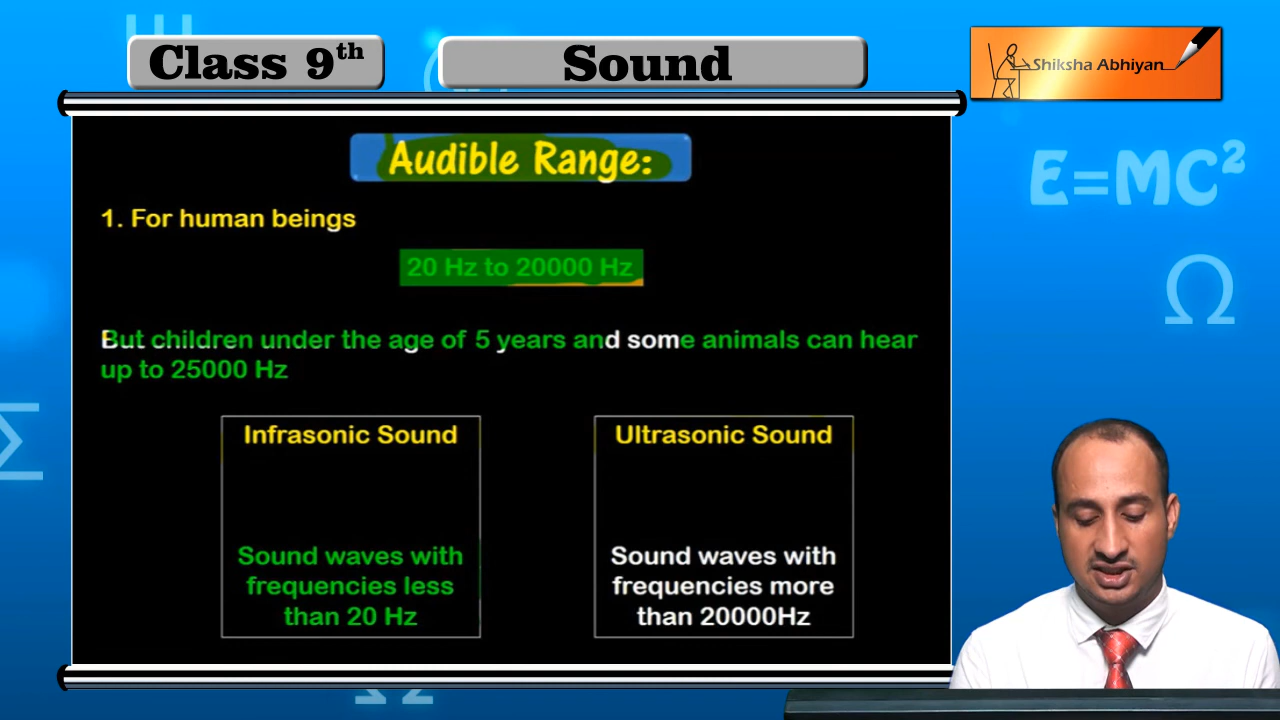 Class 9th
Sound
Shiksha Abhiyan
Audible Range:
E=MC²
1. For human beings
20 Hz to 20000 Hz
Ω
But children under the age of 5 years and some animals can hear
up to 25000 Hz
Σ
Infrasonic Sound
Sound waves with
frequencies less
than 20 Hz
Ultrasonic Sound
Sound waves with
frequencies more
than 20000Hz